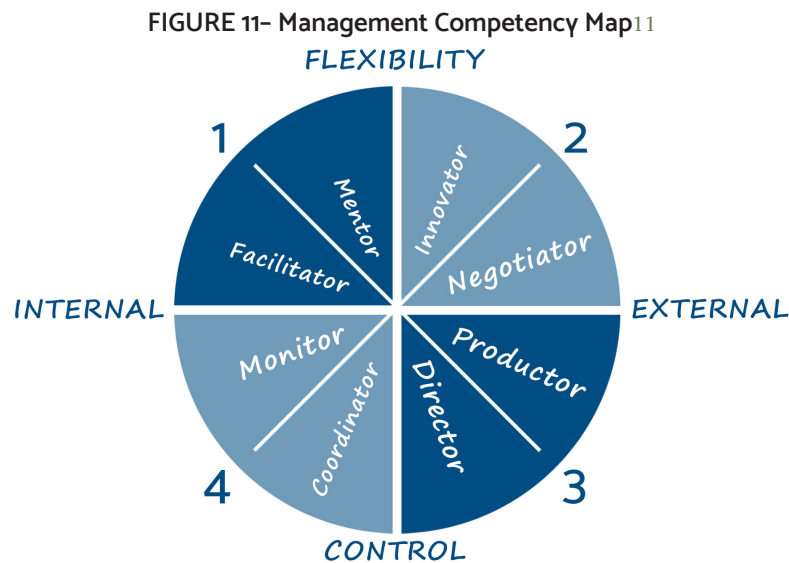 FIGURE 11– Management Competency Map11
FLEXIBILITY
1
2
Mentor
Innovator
Facilitator
Negotiator
INTERNAL
EXTERNAL
Monitor
Productor
Coordinator
Director
4
3
CONTROL